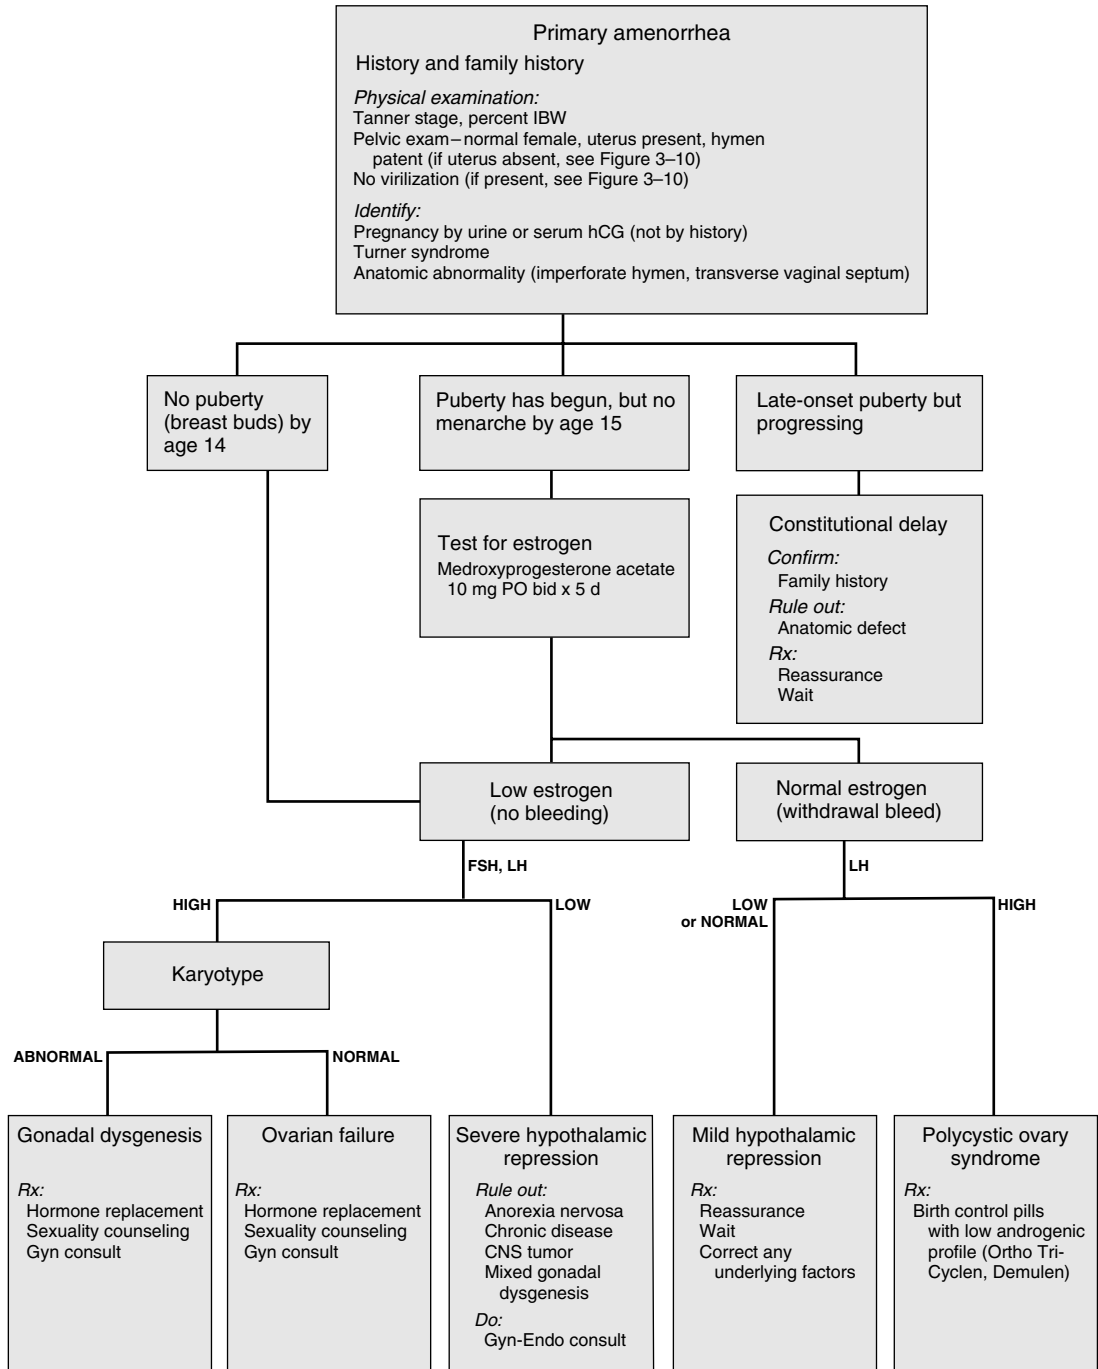 Primary amenorrhea
History and family history
Physical examination:
Tanner stage, percent IBW
Pelvic exam–normal female, uterus present, hymen
patent (if uterus absent, see Figure 3–10)
No virilization (if present, see Figure 3–10)
Identify:
Pregnancy by urine or serum hCG (not by history)
Turner syndrome
Anatomic abnormality (imperforate hymen, transverse vaginal septum)
No puberty
(breast buds) by
age 14
Puberty has begun, but no
menarche by age 15
Late-onset puberty but
progressing
Test for estrogen
Medroxyprogesterone acetate
10 mg PO bid x 5 d
Constitutional delay
Confirm:
Family history
Rule out:
Anatomic defect
Rx:
Reassurance
Wait
Low estrogen
(no bleeding)
Normal estrogen
(withdrawal bleed)
FSH, LH
LH
HIGH
LOW
LOW
or NORMAL
HIGH
Karyotype
ABNORMAL
NORMAL
Gonadal dysgenesis
Rx:
Hormone replacement
Sexuality counseling
Gyn consult
Ovarian failure
Rx:
Hormone replacement
Sexuality counseling
Gyn consult
Severe hypothalamic
repression
Rule out:
Anorexia nervosa
Chronic disease
CNS tumor
Mixed gonadal
dysgenesis
Do:
Gyn-Endo consult
Mild hypothalamic
repression
Rx:
Reassurance
Wait
Correct any
underlying factors
Polycystic ovary
syndrome
Rx:
Birth control pills
with low androgenic
profile (Ortho Tri-
Cyclen, Demulen)